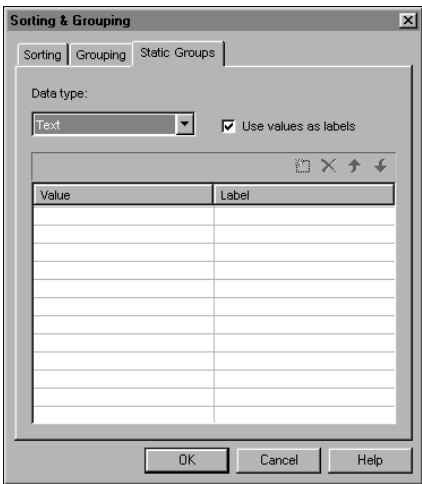 Sorting & Grouping
Sorting Grouping Static Groups
Data type:
Text Use values as labels
Value Label
OK Cancel Help